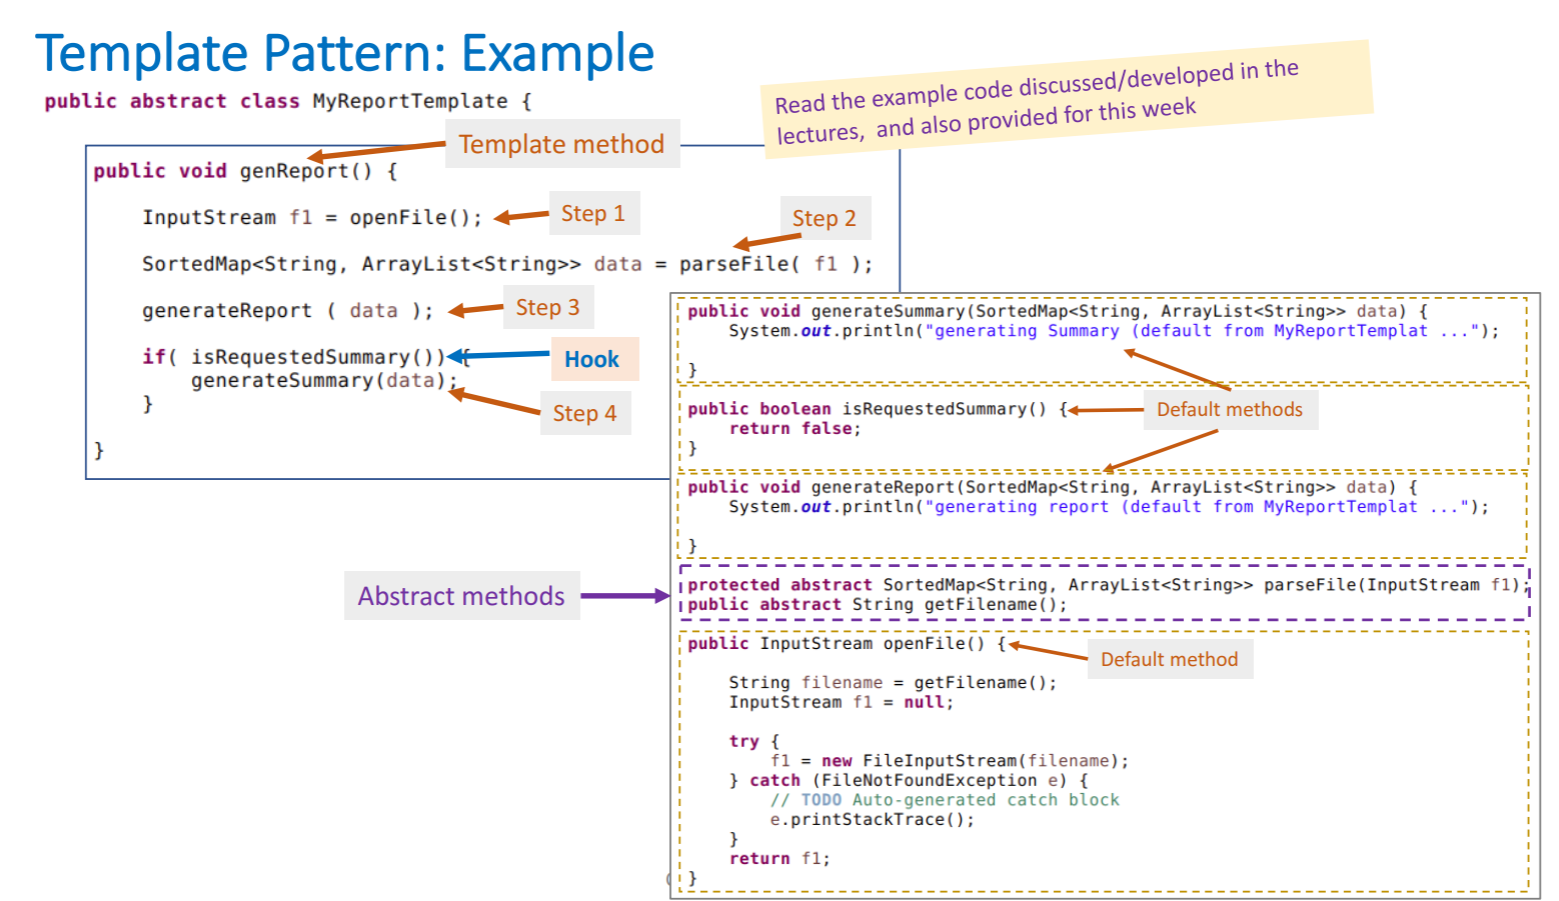 Template Pattern: Example
public abstract class MyReportTemplate {
Read the example code discussed/developed in the
lectures, and also provided for this week
Template method
public void genReport() {
InputStream f1 = openFile();
Step 1
Step 2
SortedMap<String, ArrayList<String>> data = parseFile( f1 );
generateReport ( data );
Step 3
if( isRequestedSummary()) {
Hook
generateSummary(data);
}
Step 4
}
public void generateSummary(SortedMap<String, ArrayList<String>> data) {
System.out.println("generating Summary (default from MyReportTemplat ...");
}
public boolean isRequestedSummary() {
Default methods
return false;
}
public void generateReport(SortedMap<String, ArrayList<String>> data) {
System.out.println("generating report (default from MyReportTemplat ...");
}
Abstract methods
protected abstract SortedMap<String, ArrayList<String>> parseFile(InputStream f1);
public abstract String getFilename();
public InputStream openFile() {
Default method
String filename = getFilename();
InputStream f1 = null;
try {
f1 = new FileInputStream(filename);
} catch (FileNotFoundException e) {
// TODO Auto-generated catch block
e.printStackTrace();
}
return f1;
}